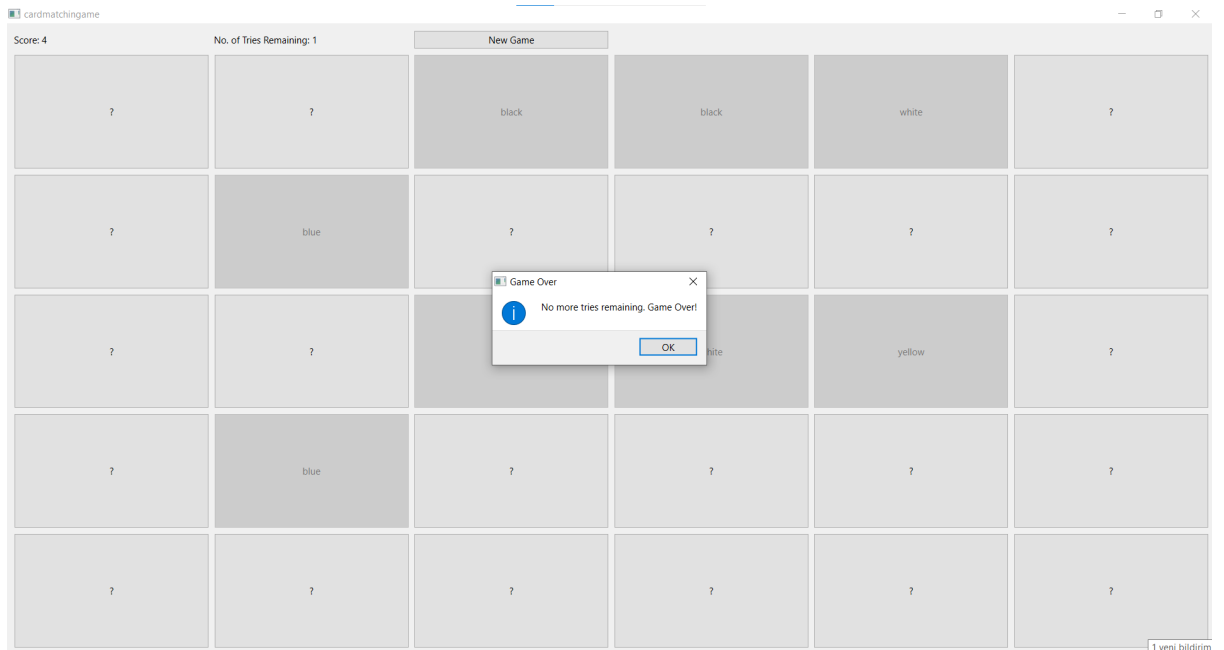 cardmatchingame
Score: 4 No. of Tries Remaining: 1 New Game
? ? black black white ?
? blue ? ? ? ?
Game Over
No more tries remaining. Game Over!
OK
? ? yellow ?
? blue ? ? ? ?
? ? ? ? ? ?
1 yeni bildirim